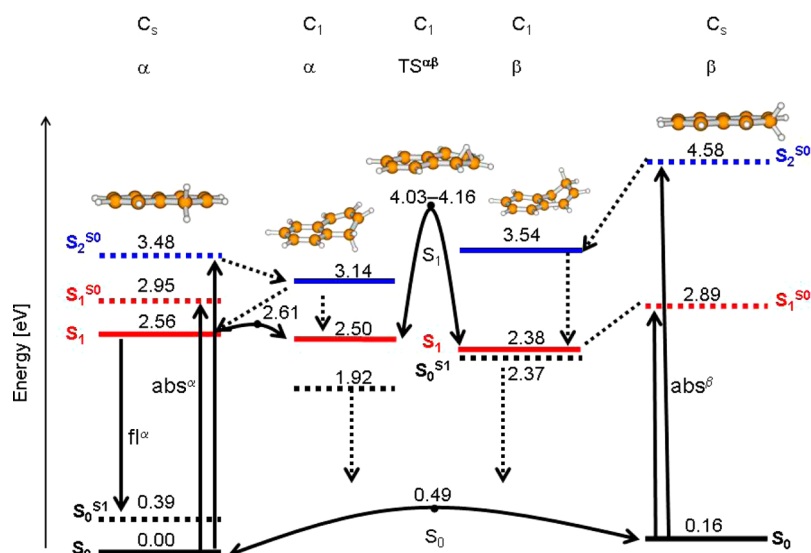 Cs C1 C1 C1 Cs
α α TSαβ β β
4.58 S2S0
4.03–4.16
S2S0 3.48 3.54
S1
3.14
S1S0 2.95 2.89 S1S0
S1 2.56 2.61 2.50 S1 2.38
S0S1 2.37
1.92
absα absβ
flα
Energy [eV]
S0S1 0.39 0.49
S0 0.00 S0 0.16 S0